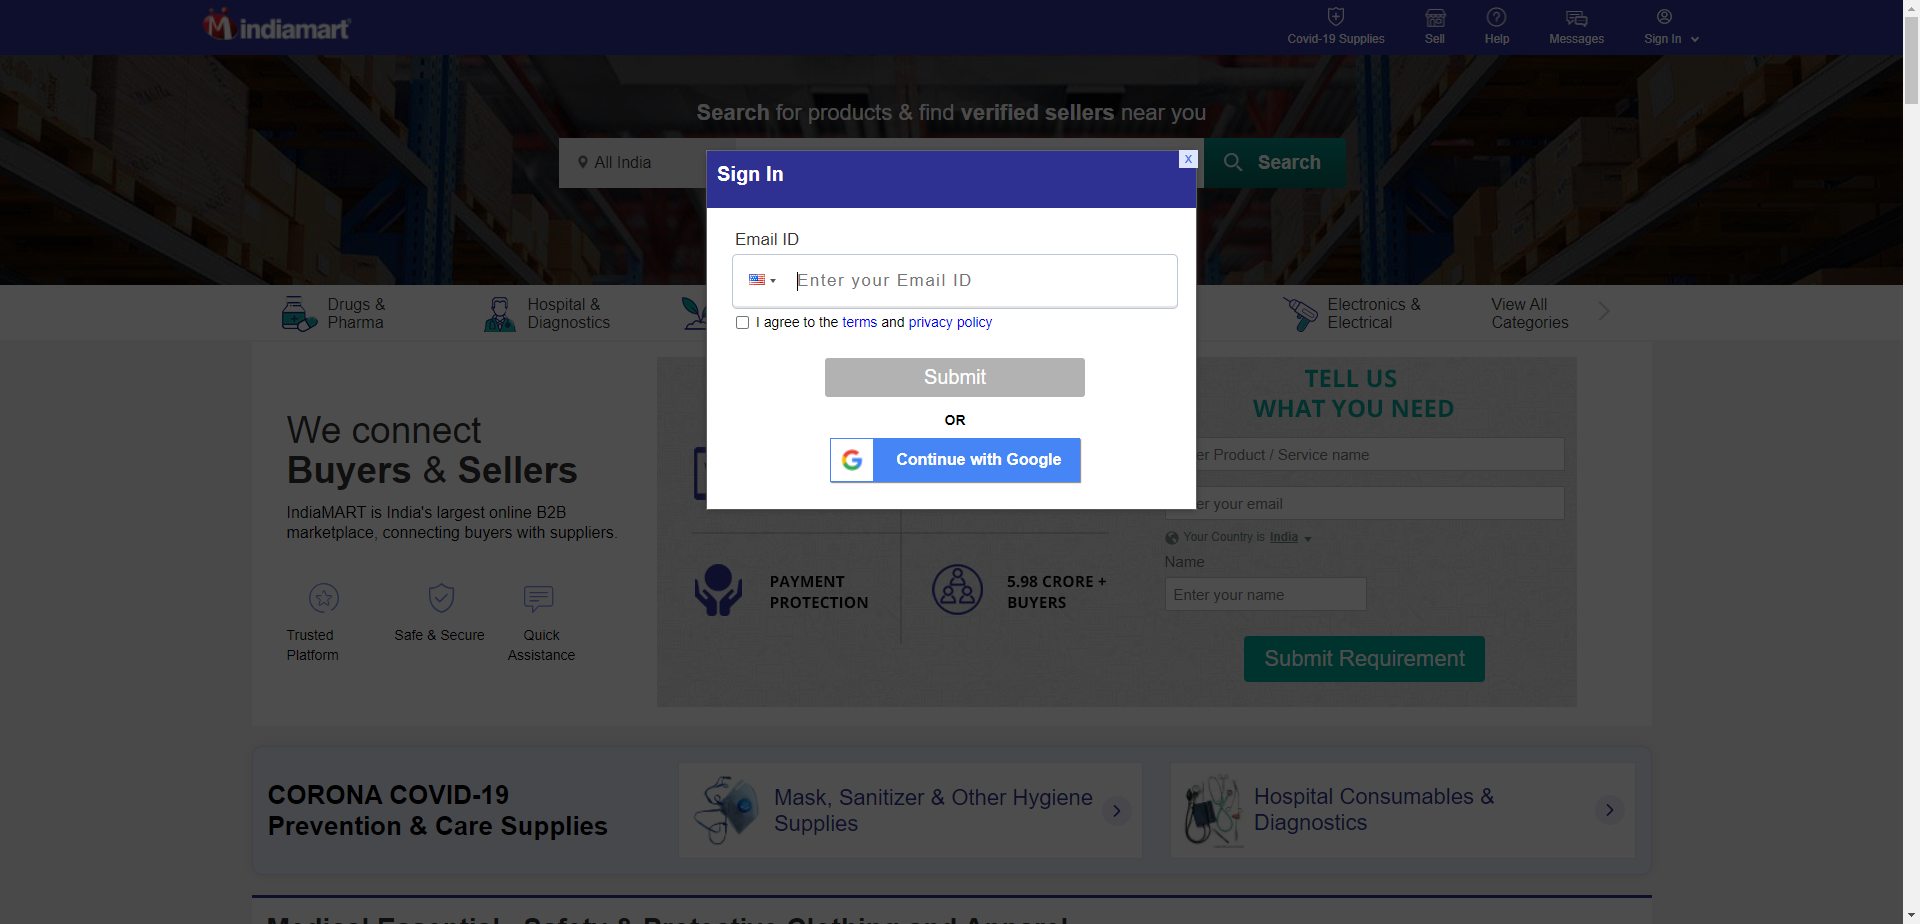 indiamart
Covid-19 Supplies
Sell
Help
Messages
Sign In
Search for products & find verified sellers near you
All India
Search
Sign In
X
Email ID
Enter your Email ID
I agree to the terms and privacy policy
Submit
OR
Continue with Google
Drugs &
Pharma
Hospital &
Diagnostics
Electronics &
Electrical
View All
Categories
We connect
Buyers & Sellers
IndiaMART is India's largest online B2B
marketplace, connecting buyers with suppliers.
Trusted
Platform
Safe & Secure
Quick
Assistance
PAYMENT
PROTECTION
5.98 CRORE +
BUYERS
TELL US
WHAT YOU NEED
er Product / Service name
er your email
Your Country is India
Name
Enter your name
Submit Requirement
CORONA COVID-19
Prevention & Care Supplies
Mask, Sanitizer & Other Hygiene
Supplies
Hospital Consumables &
Diagnostics